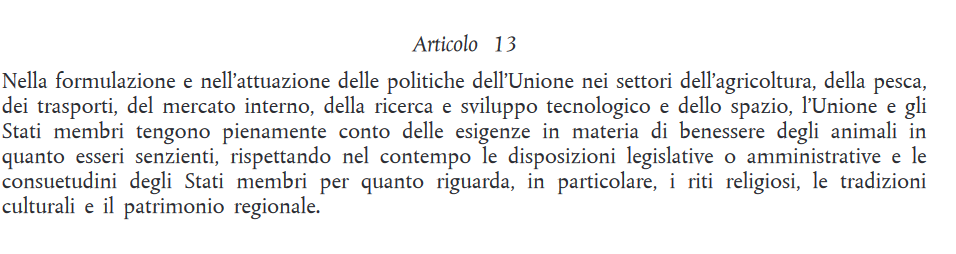 Articolo 13
Nella formulazione e nell’attuazione delle politiche dell’Unione nei settori dell’agricoltura, della pesca,
dei trasporti, del mercato interno, della ricerca e sviluppo tecnologico e dello spazio, l’Unione e gli
Stati membri tengono pienamente conto delle esigenze in materia di benessere degli animali in
quanto esseri senzienti, rispettando nel contempo le disposizioni legislative o amministrative e le
consuetudini degli Stati membri per quanto riguarda, in particolare, i riti religiosi, le tradizioni
culturali e il patrimonio regionale.